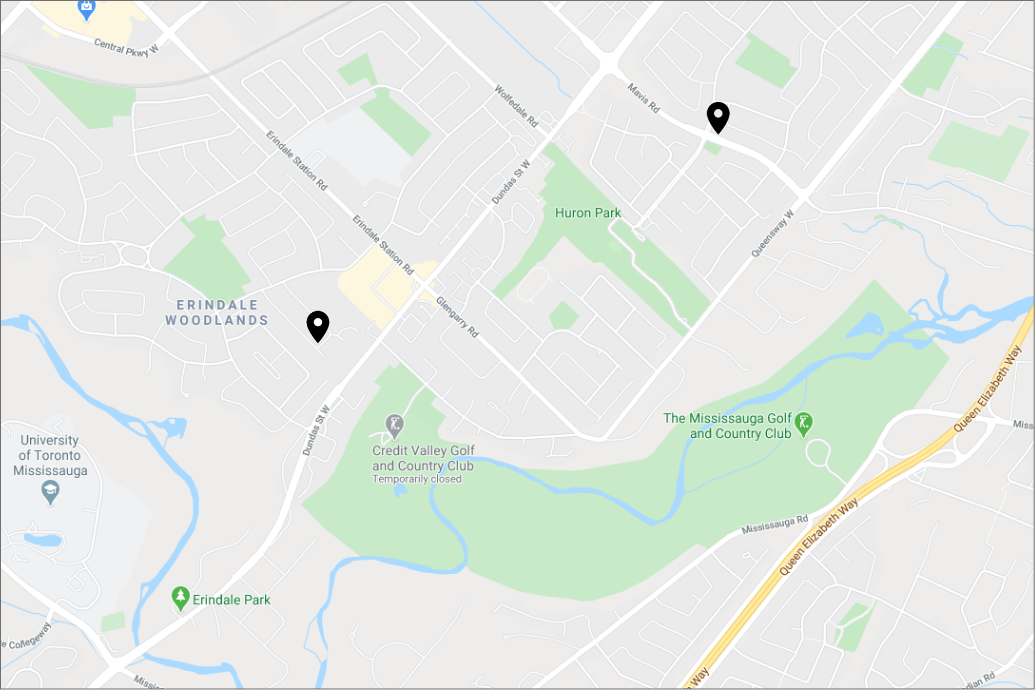 Central Pkwy W
Wolfedale Rd
Mavis Rd
Erindale Station Rd
Dundas St W
Huron Park
Queensway W
Erindale Station Rd
ERINDALE
WOODLANDS
Glengarry Rd
Queen Elizabeth Way
The Mississauga Golf
and Country Club
Missi
Dundas St W
University
of Toronto
Mississauga
Credit Valley Golf
and Country Club
Temporarily closed
Mississauga Rd
Queen Elizabeth Way
Erindale Park
e Collegeway
Missis
n Way
dian Rd